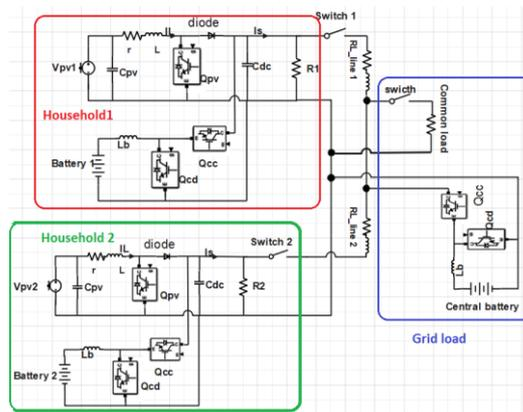 Switch 1
diode
IL
Is
r
L
Vpv1
Cpv
Qpv
Cdc
R1
RL_line 1
swicth
Common load
Household1
Lb
Qcc
Battery 1
Qcd
Household 2
diode
IL
Is
Switch 2
r
L
Vpv2
Cpv
Qpv
Cdc
R2
RL_line 2
Qcc
Qcd
Lb
Central battery
Grid load
Lb
Qcc
Battery 2
Qcd